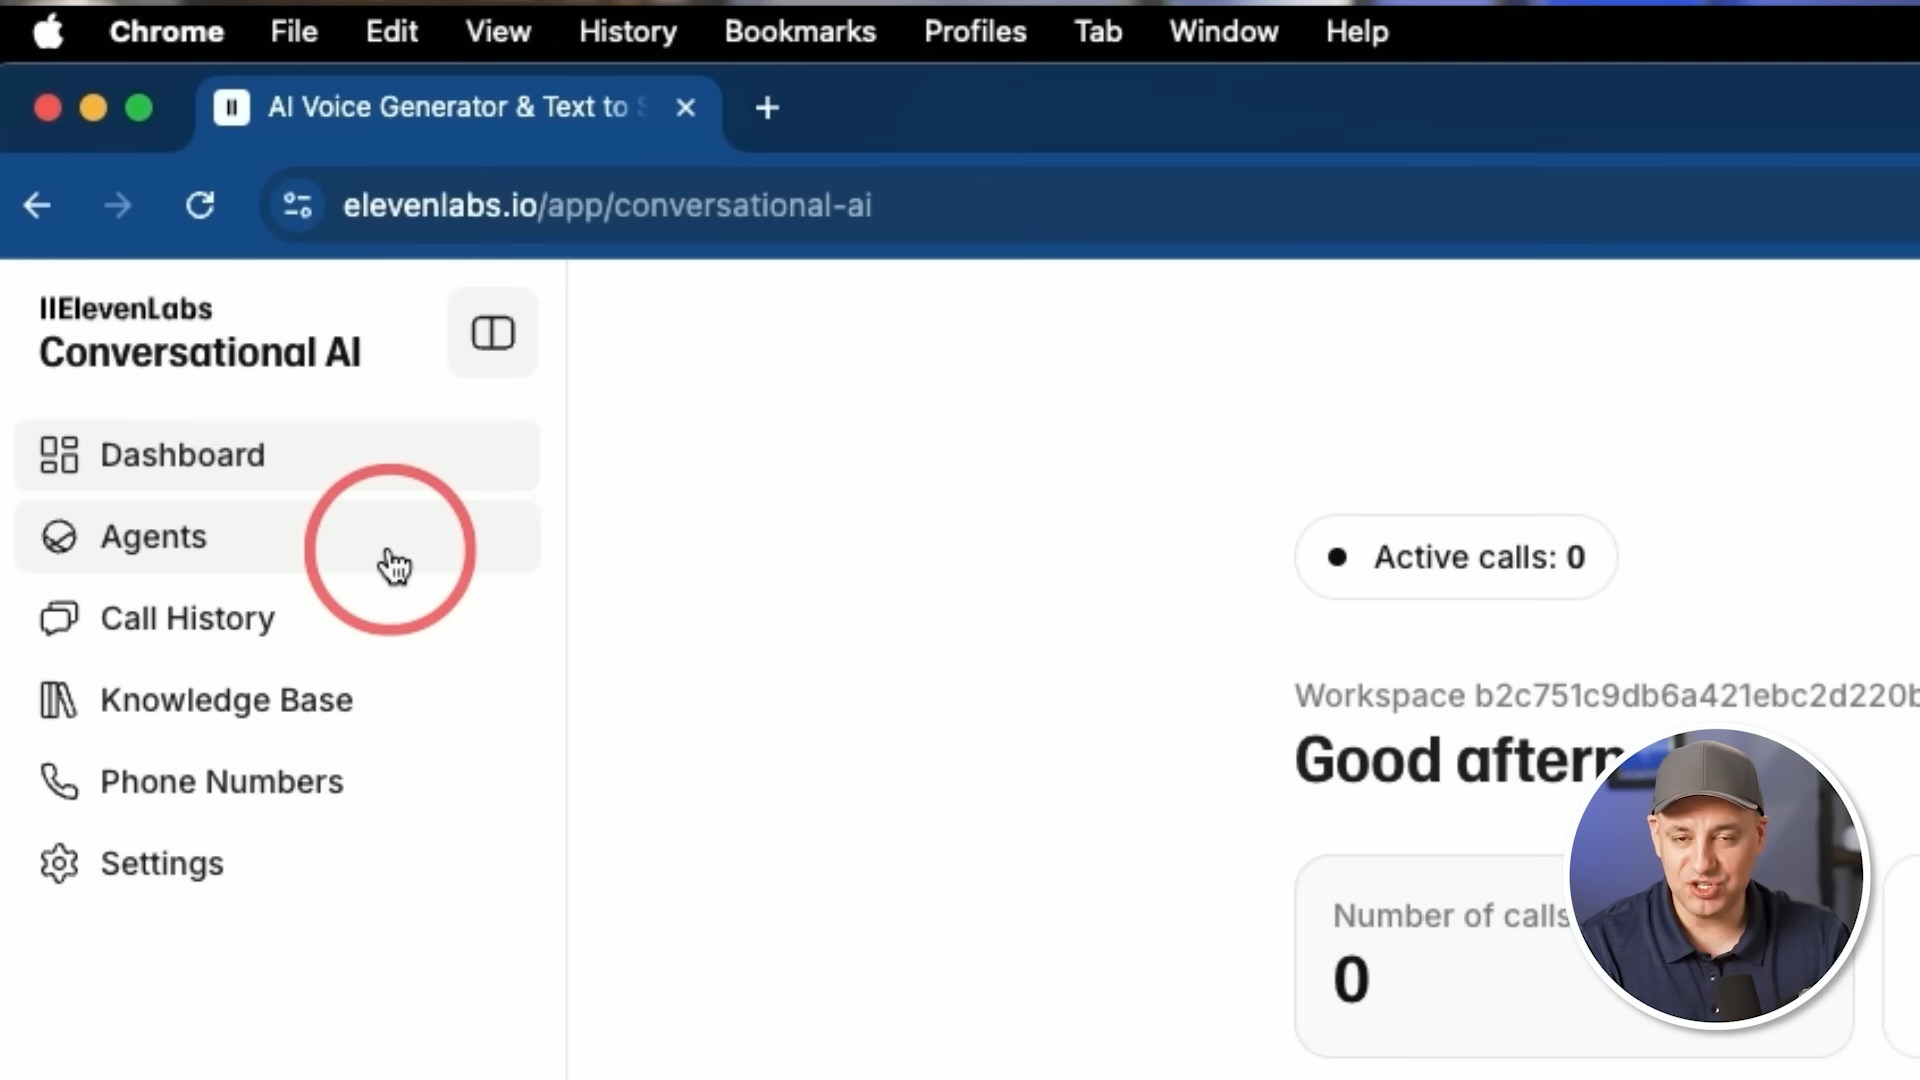 Chrome File Edit View History Bookmarks Profiles Tab Window Help
AI Voice Generator & Text to
elevenlabs.io/app/conversational-ai
IIElevenLabs
Conversational AI
Dashboard
Agents
Call History
Knowledge Base
Phone Numbers
Settings
Active calls: 0
Workspace b2c751c9db6a421ebc2d220b
Good aftern
Number of calls
0